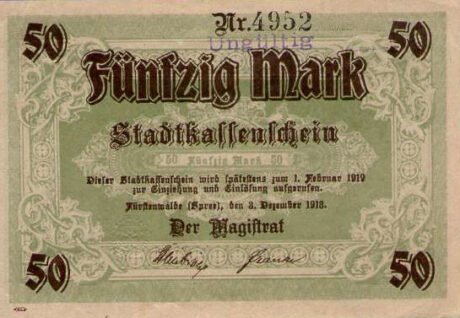 Nr. 4952
Ungültig
50 50
Fünfzig Mark
Stadtkassenschein
50 Fünfzig Mark 50
Dieser Stadtkassenschein wird spätestens zum 1. Februar 1919
zur Einziehung und Einlösung aufgerufen.
Fürstenwalde (Spree), den 3. Dezember 1918.
Der Magistrat
50 50